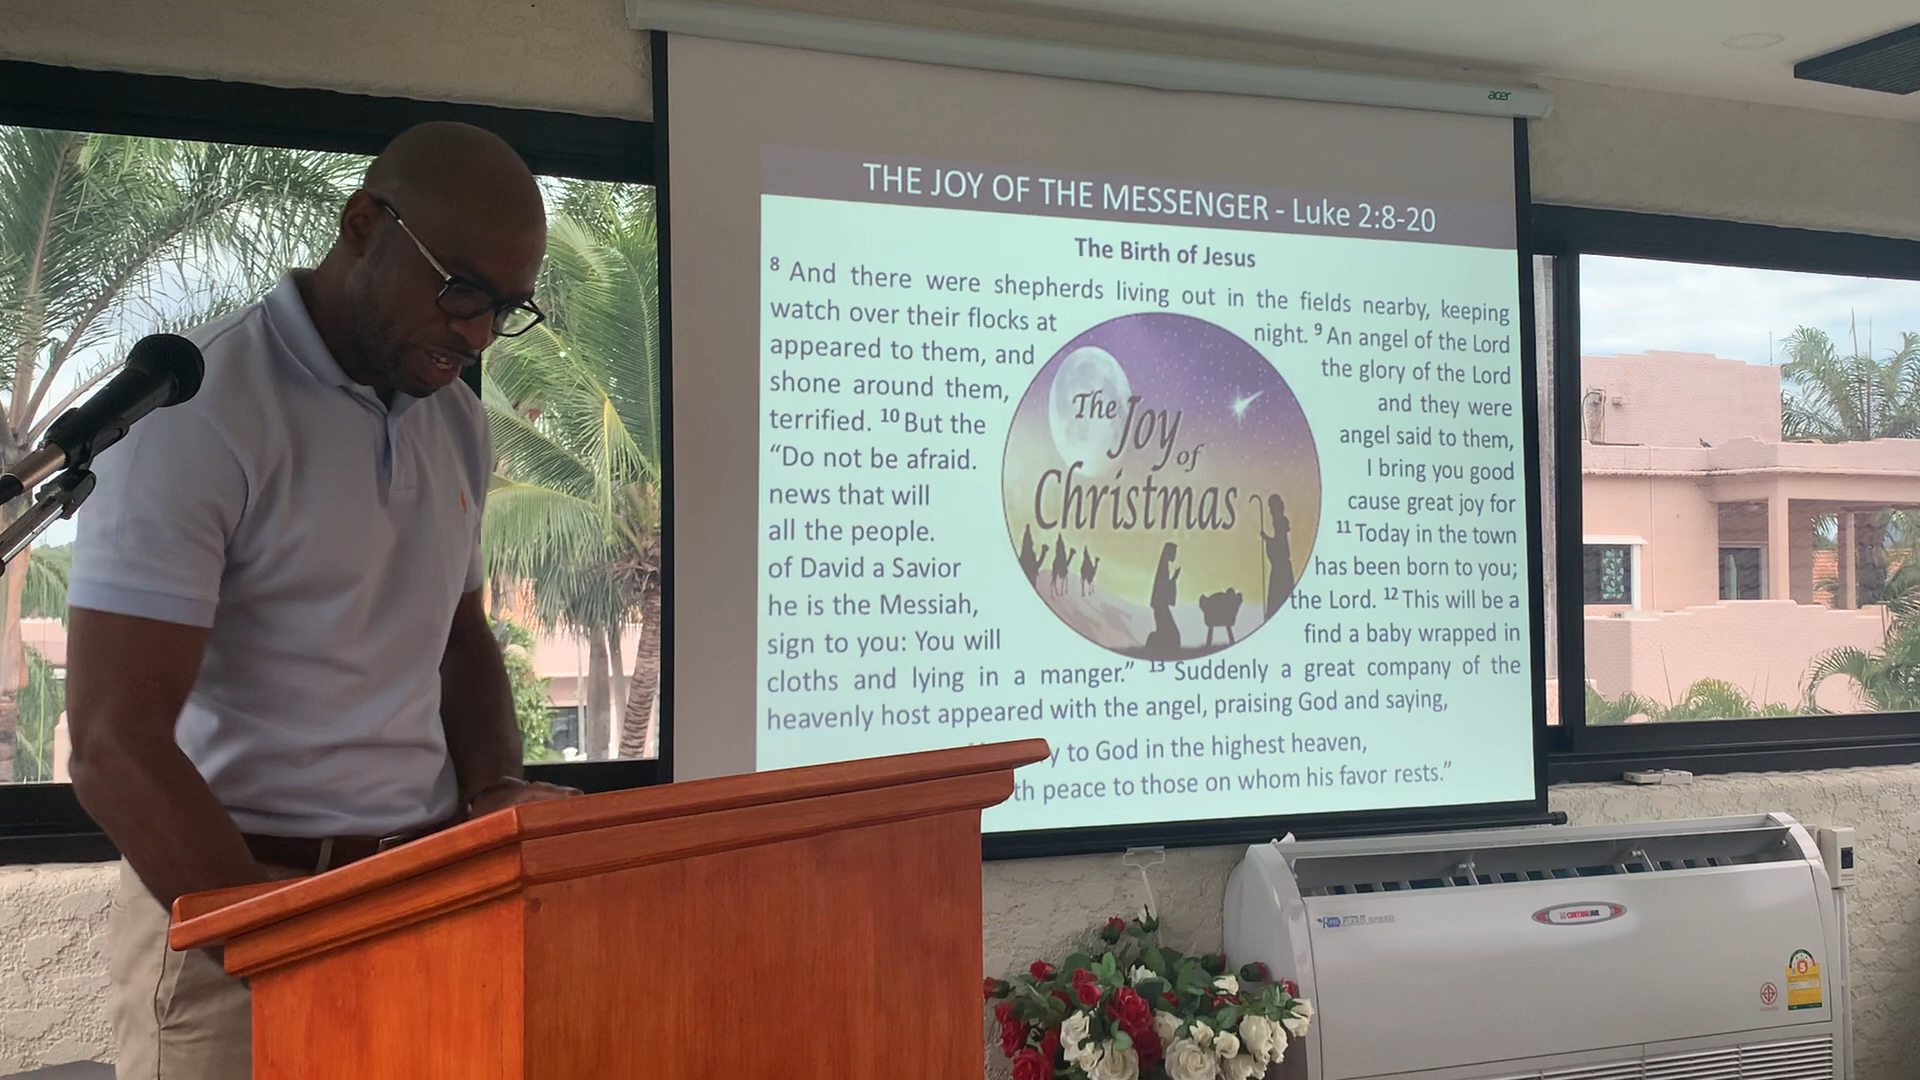 acer
THE JOY OF THE MESSENGER - Luke 2:8-20
The Birth of Jesus
8 And there were shepherds living out in the fields nearby, keeping
watch over their flocks at night. 9 An angel of the Lord
appeared to them, and the glory of the Lord
shone around them, and they were
terrified. 10 But the angel said to them,
“Do not be afraid. I bring you good
news that will cause great joy for
all the people. 11 Today in the town
of David a Savior has been born to you;
he is the Messiah, the Lord. 12 This will be a
sign to you: You will find a baby wrapped in
cloths and lying in a manger.” 13 Suddenly a great company of the
heavenly host appeared with the angel, praising God and saying,
y to God in the highest heaven,
th peace to those on whom his favor rests.”
The Joy of
Christmas
CENTRAL AIR
5